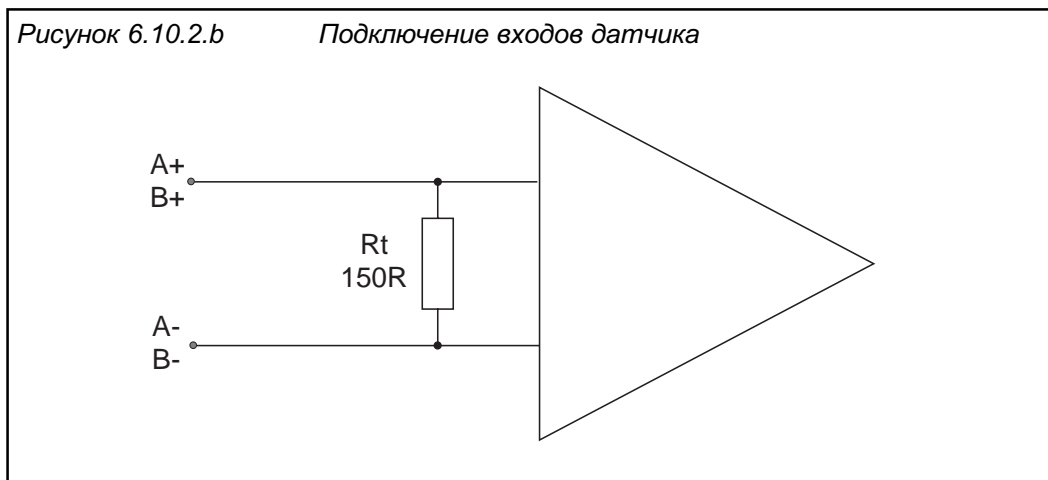 Рисунок 6.10.2.b Подключение входов датчика
A+
B+
Rt
150R
A-
B-